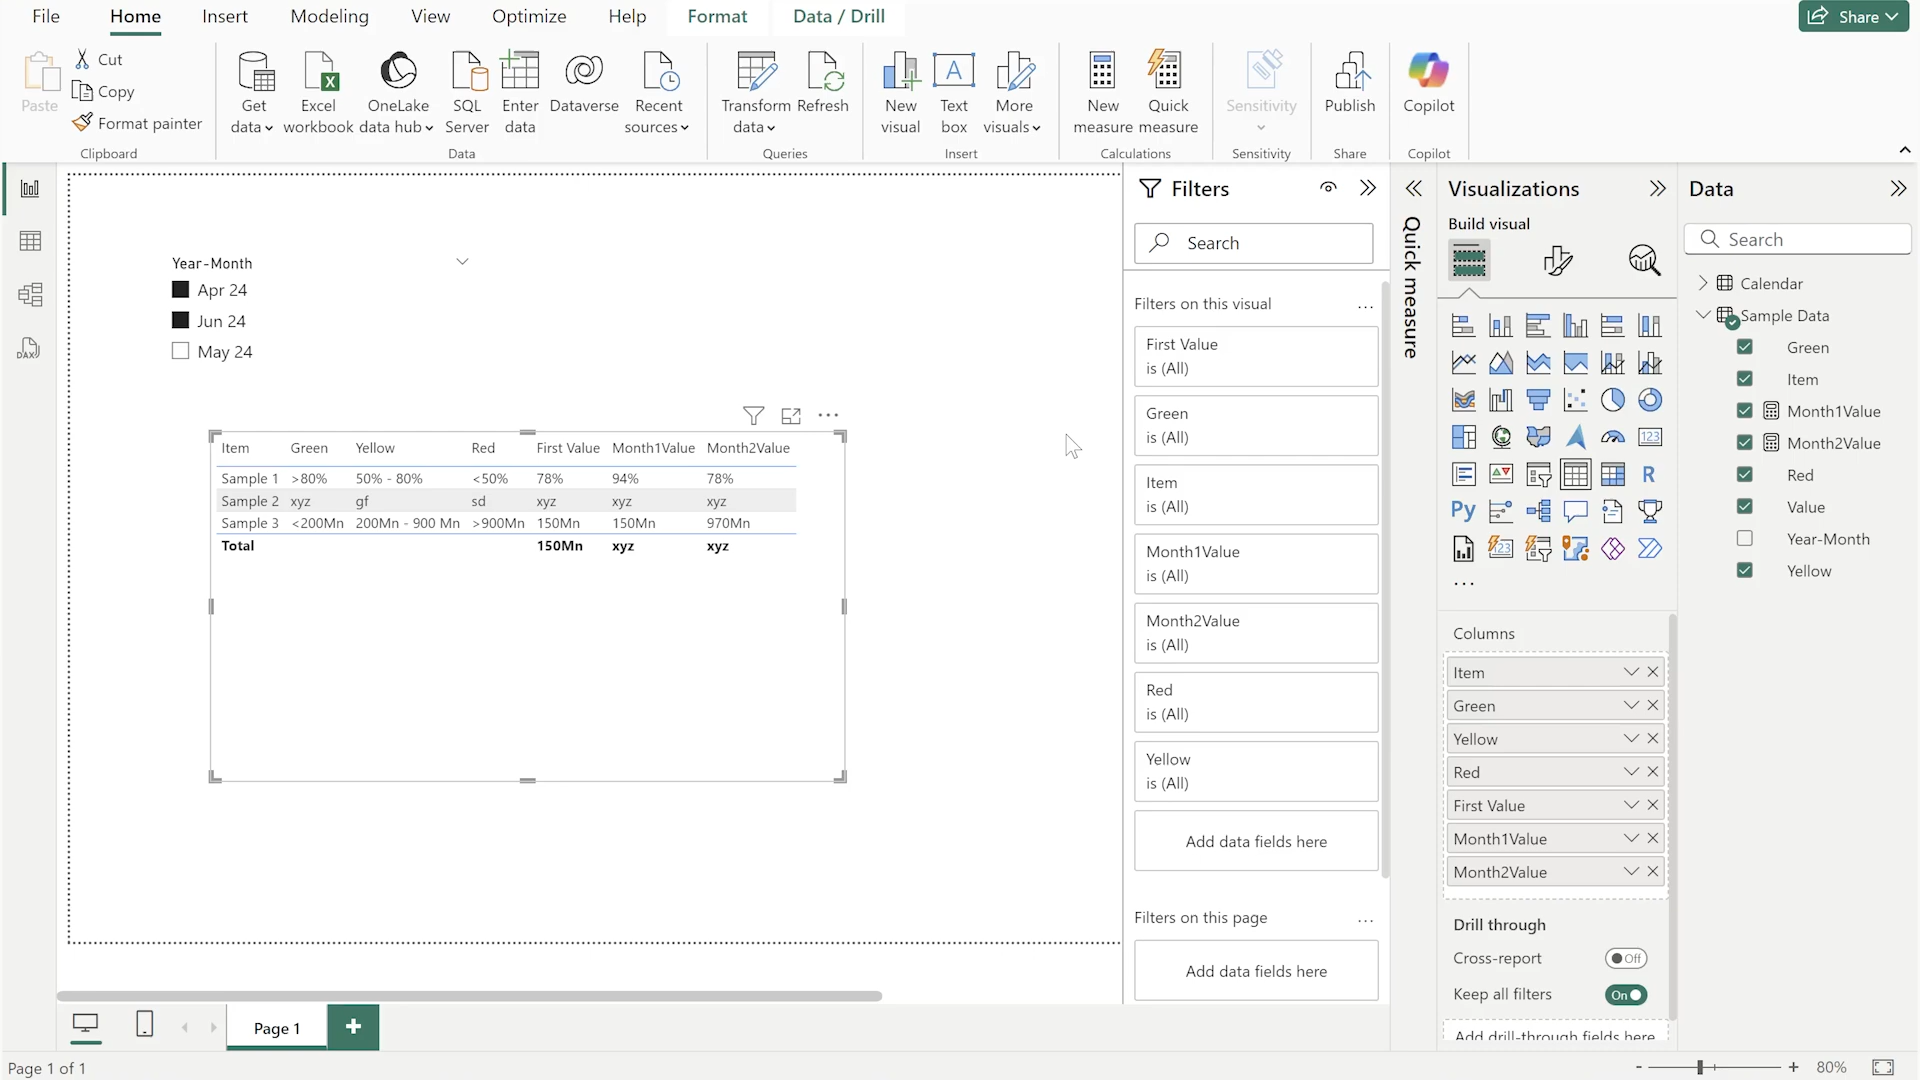 File Home Insert Modeling View Optimize Help Format Data / Drill Share
Paste Cut
Copy
Format painter
Clipboard
Get data
Excel workbook
OneLake data hub
SQL Server
Enter data
Dataverse
Recent sources
Data
Transform data
Refresh
Queries
New visual
A
Text box
More visuals
Insert
New measure
Quick measure
Calculations
Sensitivity
Sensitivity
Publish
Share
Copilot
Copilot
DAX
Year-Month
Apr 24
Jun 24
May 24
Item Green Yellow Red First Value Month1Value Month2Value
Sample 1 >80% 50% - 80% <50% 78% 94% 78%
Sample 2 xyz gf sd xyz xyz xyz
Sample 3 <200Mn 200Mn - 900 Mn >900Mn 150Mn 150Mn 970Mn
Total 150Mn xyz xyz
Filters
Search
Filters on this visual ...
First Value
is (All)
Green
is (All)
Item
is (All)
Month1Value
is (All)
Month2Value
is (All)
Red
is (All)
Yellow
is (All)
Add data fields here
Filters on this page ...
Add data fields here
Quick measure
Visualizations
Build visual
123
R
Py
123
...
Columns
Item
Green
Yellow
Red
First Value
Month1Value
Month2Value
Drill through
Cross-report Off
Keep all filters On
Add drill-through fields here
Data
Search
Calendar
Sample Data
Green
Item
Month1Value
Month2Value
Red
Value
Year-Month
Yellow
Page 1 +
Page 1 of 1
- + 80%